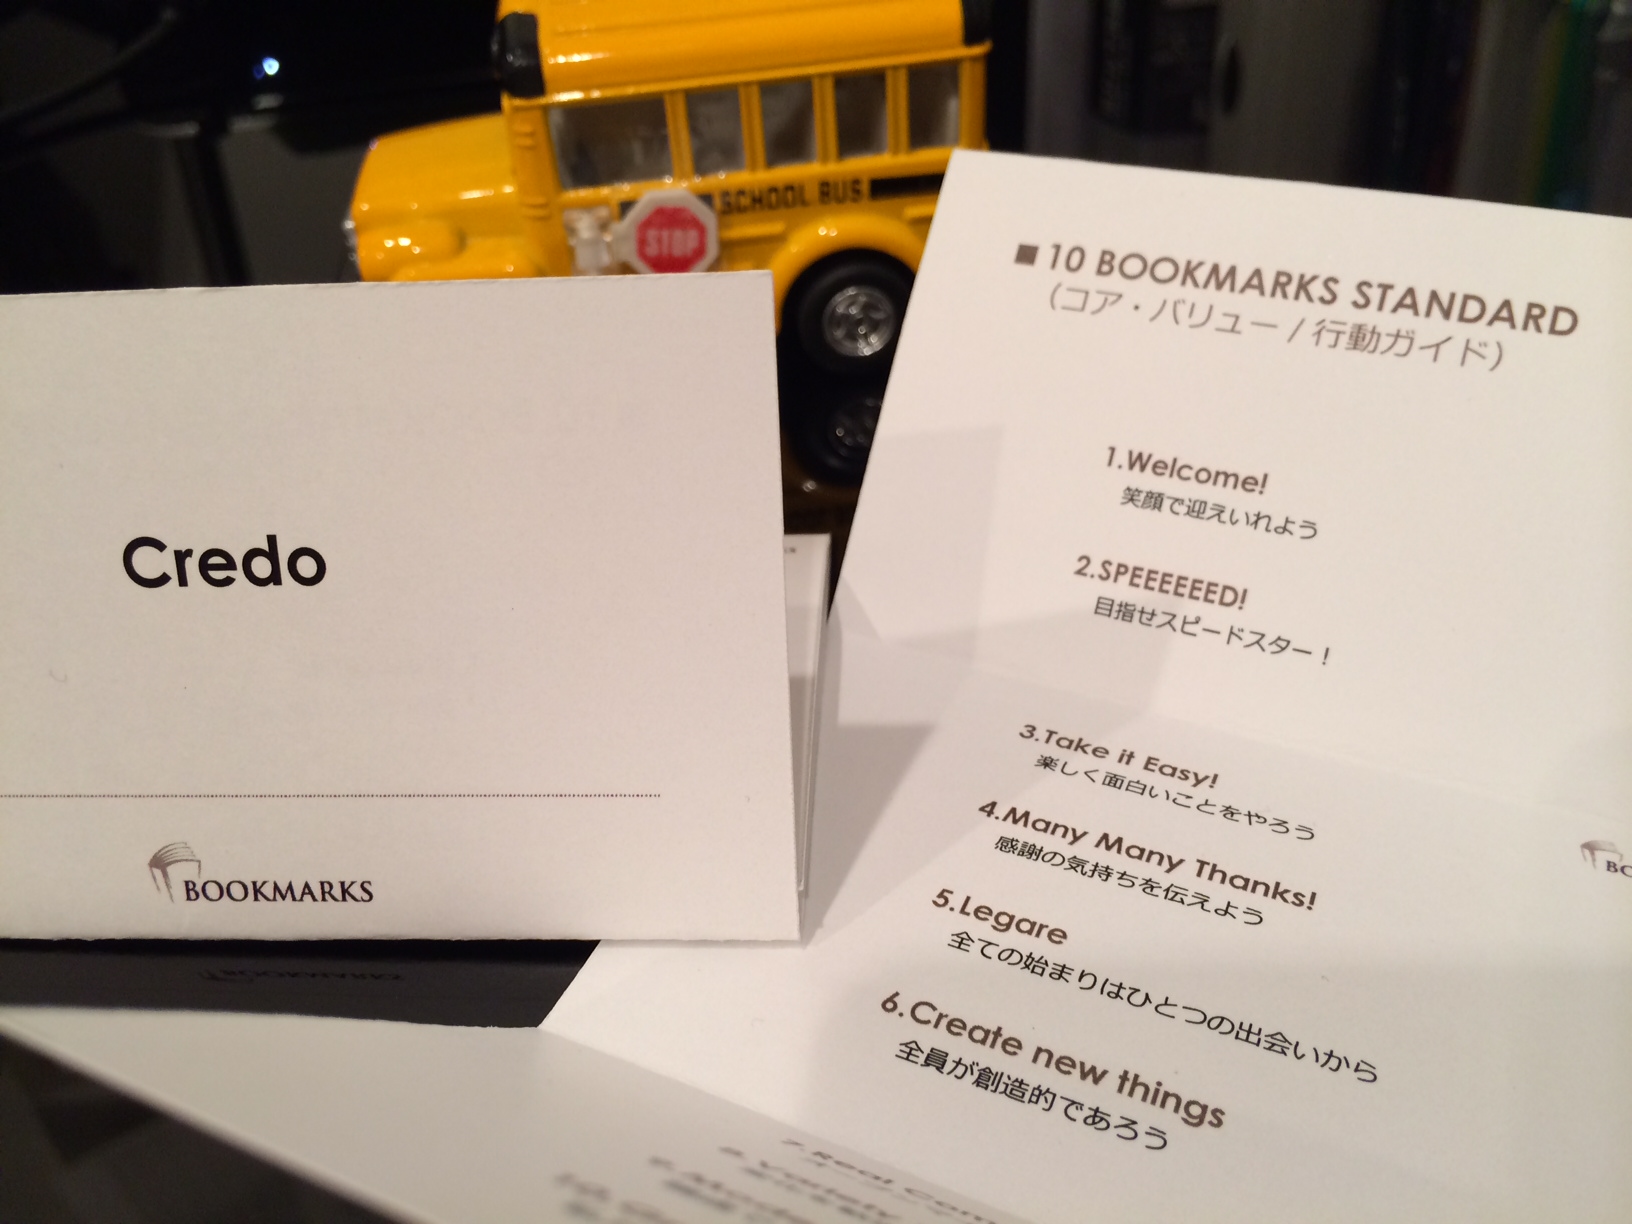 SCHOOL BUS
STOP
Credo
BOOKMARKS
■10 BOOKMARKS STANDARD
（コア・バリュー / 行動ガイド）
1.Welcome!
笑顔で迎えいれよう
2.SPEEEEEED!
目指せスピードスター！
3.Take it Easy!
楽しく面白いことをやろう
4.Many Many Thanks!
感謝の気持ちを伝えよう
5.Legare
全ての始まりはひとつの出会いから
6.Create new things
全員が創造的であろう
7.Real